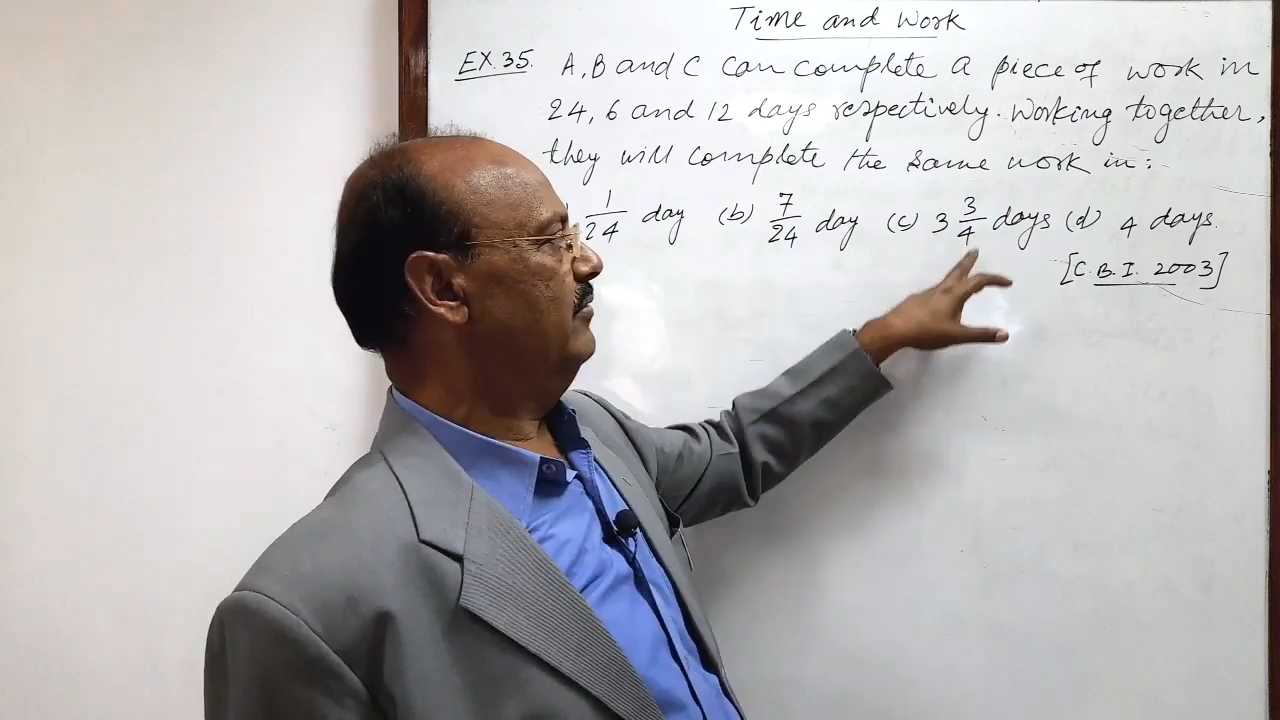 Time and Work
EX.35. A, B and C can complete a piece of work in
24, 6 and 12 days respectively. Working together,
they will complete the same work in:
1/24 day (b) 7/24 day (c) 3 3/4 days (d) 4 days.
[C.B.I. 2003]